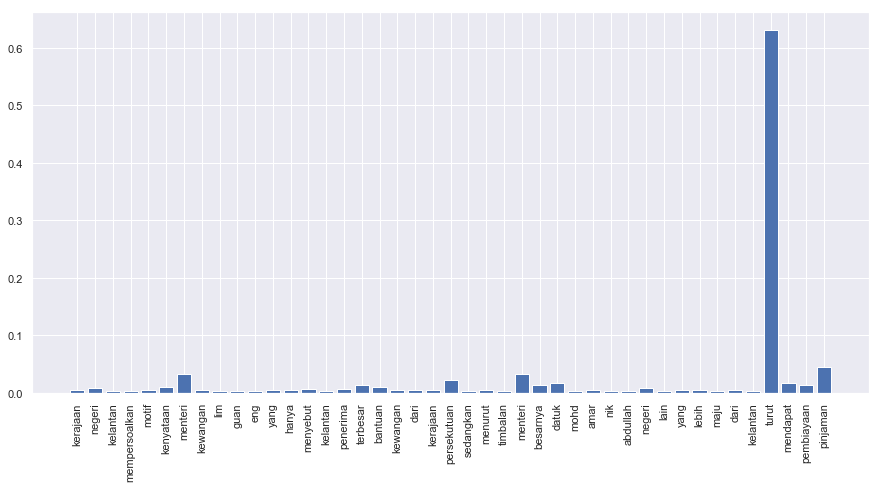 0.6
0.5
0.4
0.3
0.2
0.1
0.0
kerajaan
negeri
kelantan
mempersoalkan
motif
kenyataan
menteri
kewangan
lim
guan
eng
yang
hanya
menyebut
kelantan
penerima
terbesar
bantuan
kewangan
dari
kerajaan
persekutuan
sedangkan
menurut
timbalan
menteri
besarnya
datuk
mohd
amar
nik
abdullah
negeri
lain
yang
lebih
maju
dari
kelantan
turut
mendapat
pembiayaan
pinjaman